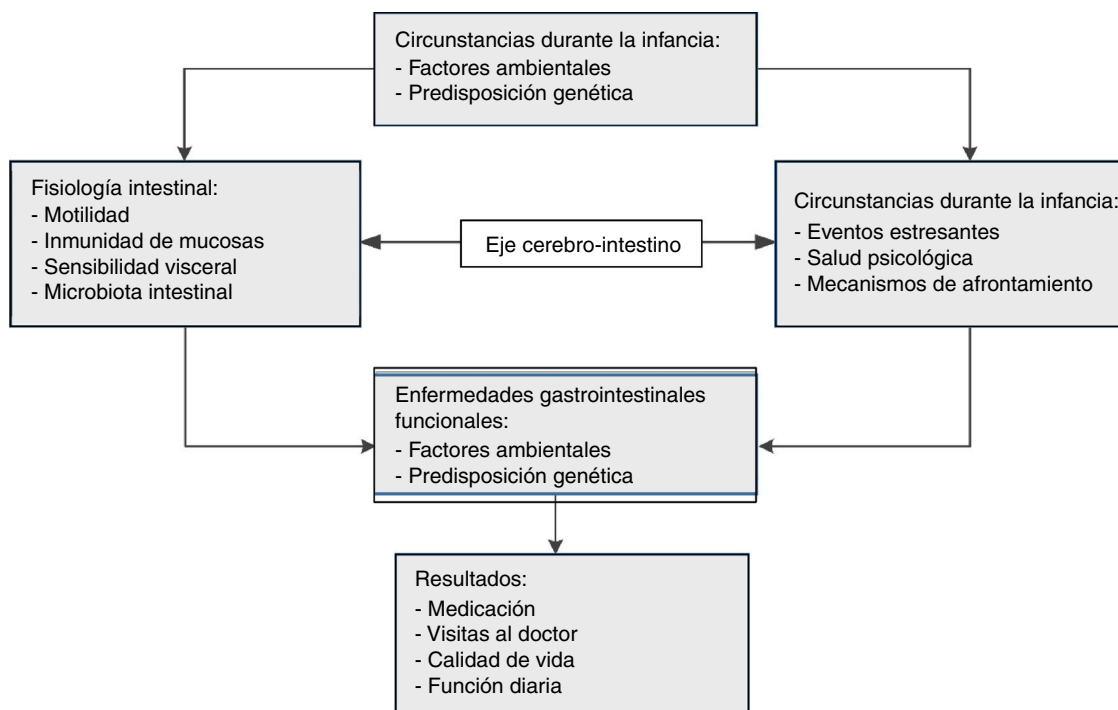 Circunstancias durante la infancia:
- Factores ambientales
- Predisposición genética
Fisiología intestinal:
- Motilidad
- Inmunidad de mucosas
- Sensibilidad visceral
- Microbiota intestinal
Eje cerebro-intestino
Circunstancias durante la infancia:
- Eventos estresantes
- Salud psicológica
- Mecanismos de afrontamiento
Enfermedades gastrointestinales
funcionales:
- Factores ambientales
- Predisposición genética
Resultados:
- Medicación
- Visitas al doctor
- Calidad de vida
- Función diaria